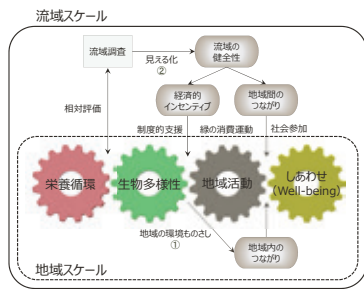 流域スケール
流域調査
見える化
②
流域の
健全性
経済的
インセンティブ
地域間の
つながり
相対評価
制度的支援
緑の消費運動
社会参加
栄養循環
生物多様性
地域活動
しあわせ
(Well-being)
地域の環境ものさし
①
地域内の
つながり
地域スケール